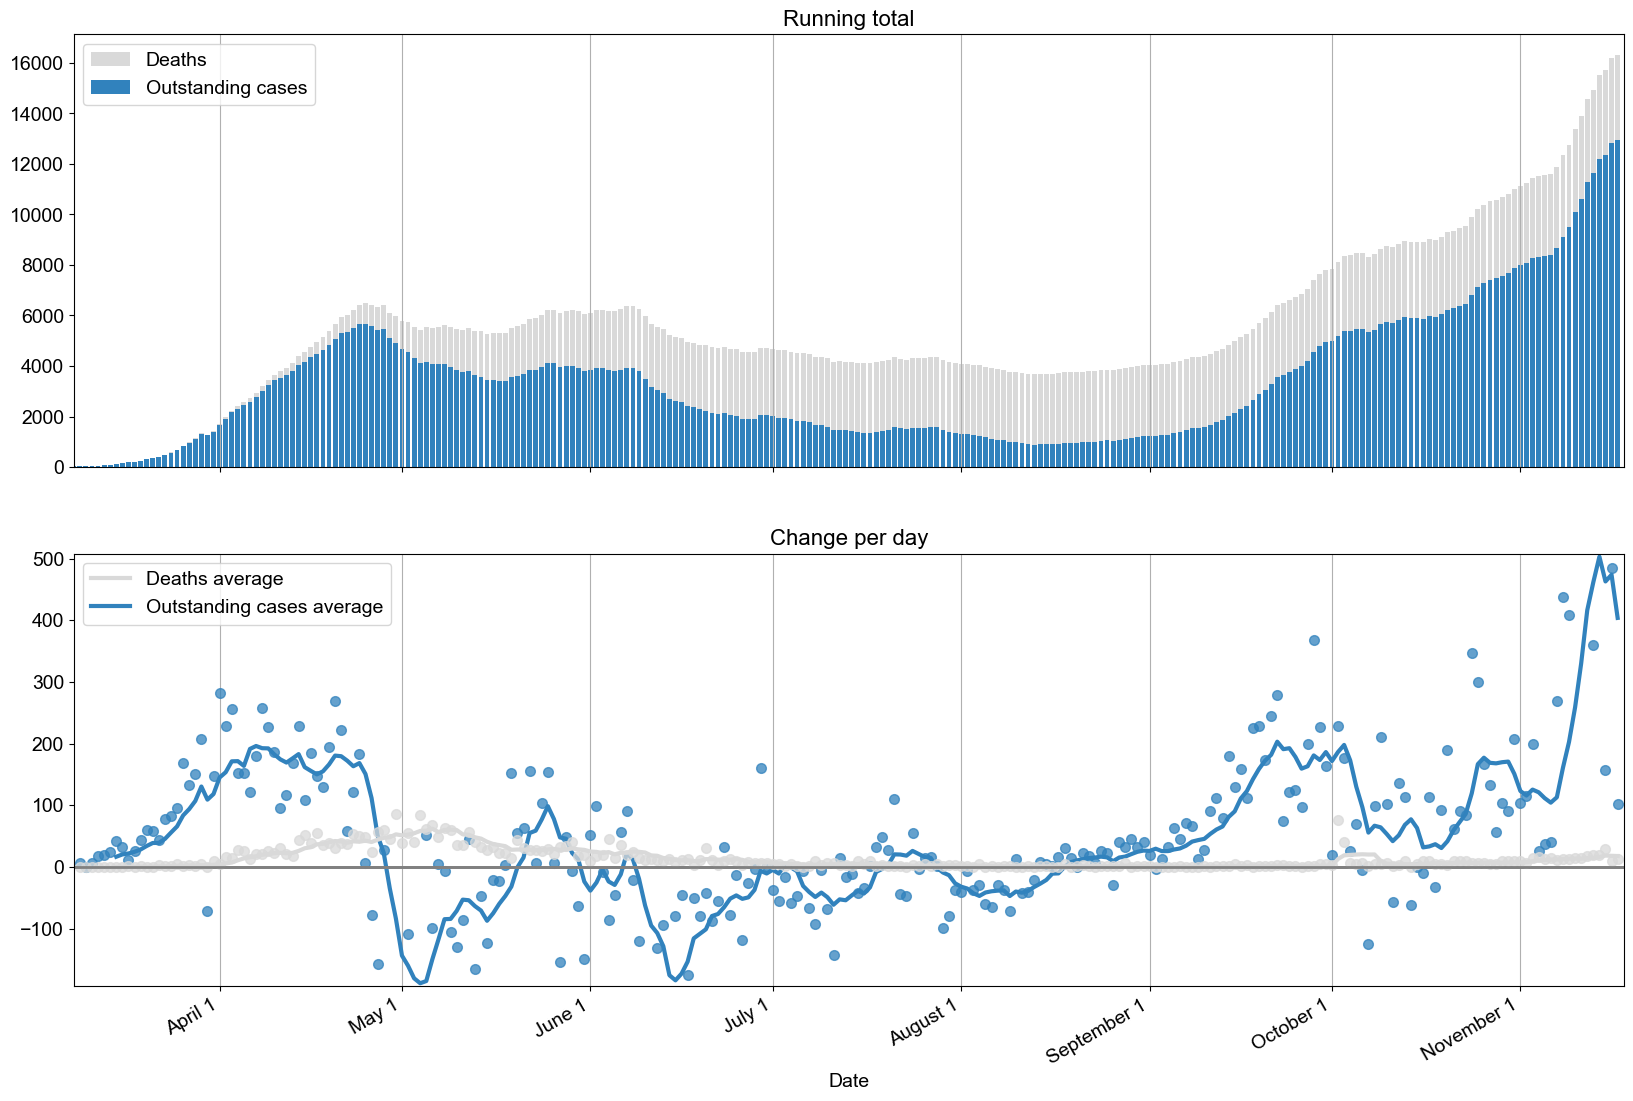 Running total
Deaths
Outstanding cases
16000
14000
12000
10000
8000
6000
4000
2000
0
Change per day
Deaths average
Outstanding cases average
500
400
300
200
100
0
−100
April 1
May 1
June 1
July 1
August 1
September 1
October 1
November 1
Date